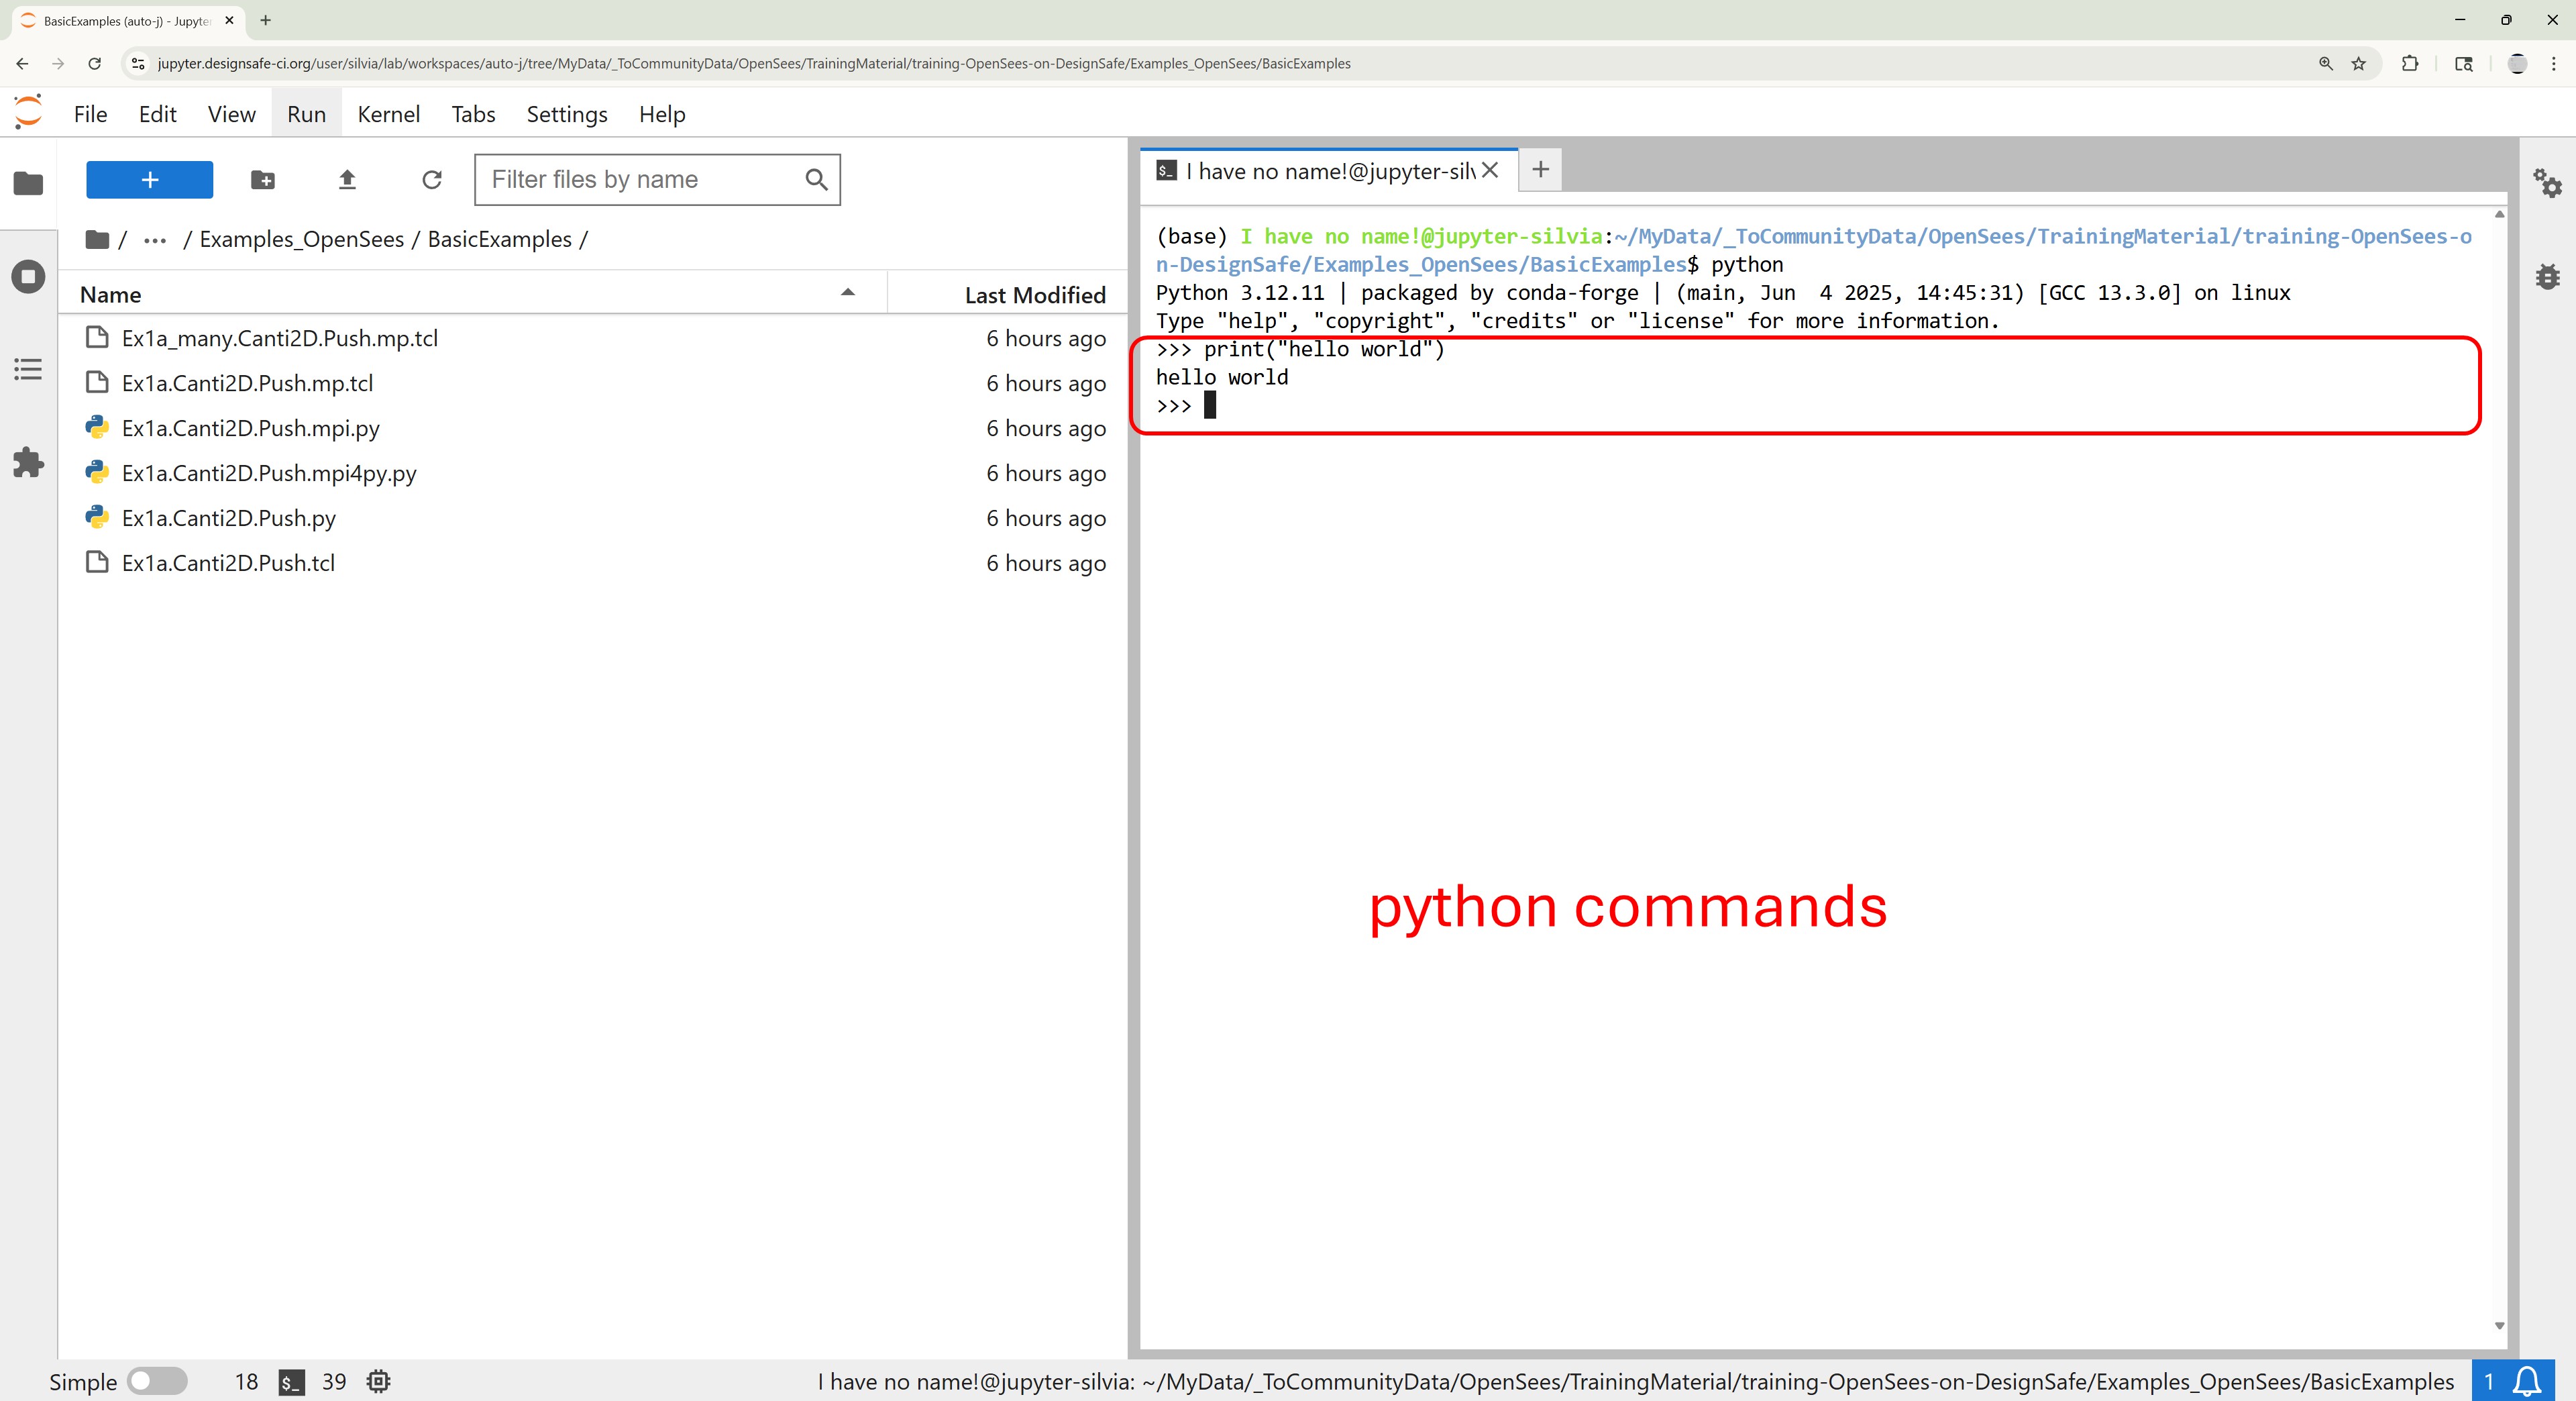 BasicExamples (auto-j) - Jupyte
jupyter.designsafe-ci.org/user/silvia/lab/workspaces/auto-j/tree/MyData/_ToCommunityData/OpenSees/TrainingMaterial/training-OpenSees-on-DesignSafe/Examples_OpenSees/BasicExamples
File Edit View Run Kernel Tabs Settings Help
Filter files by name
/ ··· / Examples_OpenSees / BasicExamples /
Name Last Modified
Ex1a_many.Canti2D.Push.mp.tcl 6 hours ago
Ex1a.Canti2D.Push.mp.tcl 6 hours ago
Ex1a.Canti2D.Push.mpi.py 6 hours ago
Ex1a.Canti2D.Push.mpi4py.py 6 hours ago
Ex1a.Canti2D.Push.py 6 hours ago
Ex1a.Canti2D.Push.tcl 6 hours ago
$_ I have no name!@jupyter-silv
(base) I have no name!@jupyter-silvia:~/MyData/_ToCommunityData/OpenSees/TrainingMaterial/training-OpenSees-o
n-DesignSafe/Examples_OpenSees/BasicExamples$ python
Python 3.12.11 | packaged by conda-forge | (main, Jun  4 2025, 14:45:31) [GCC 13.3.0] on linux
Type "help", "copyright", "credits" or "license" for more information.
>>> print("hello world")
hello world
>>>
python commands
Simple 18 $_ 39 I have no name!@jupyter-silvia: ~/MyData/_ToCommunityData/OpenSees/TrainingMaterial/training-OpenSees-on-DesignSafe/Examples_OpenSees/BasicExamples 1